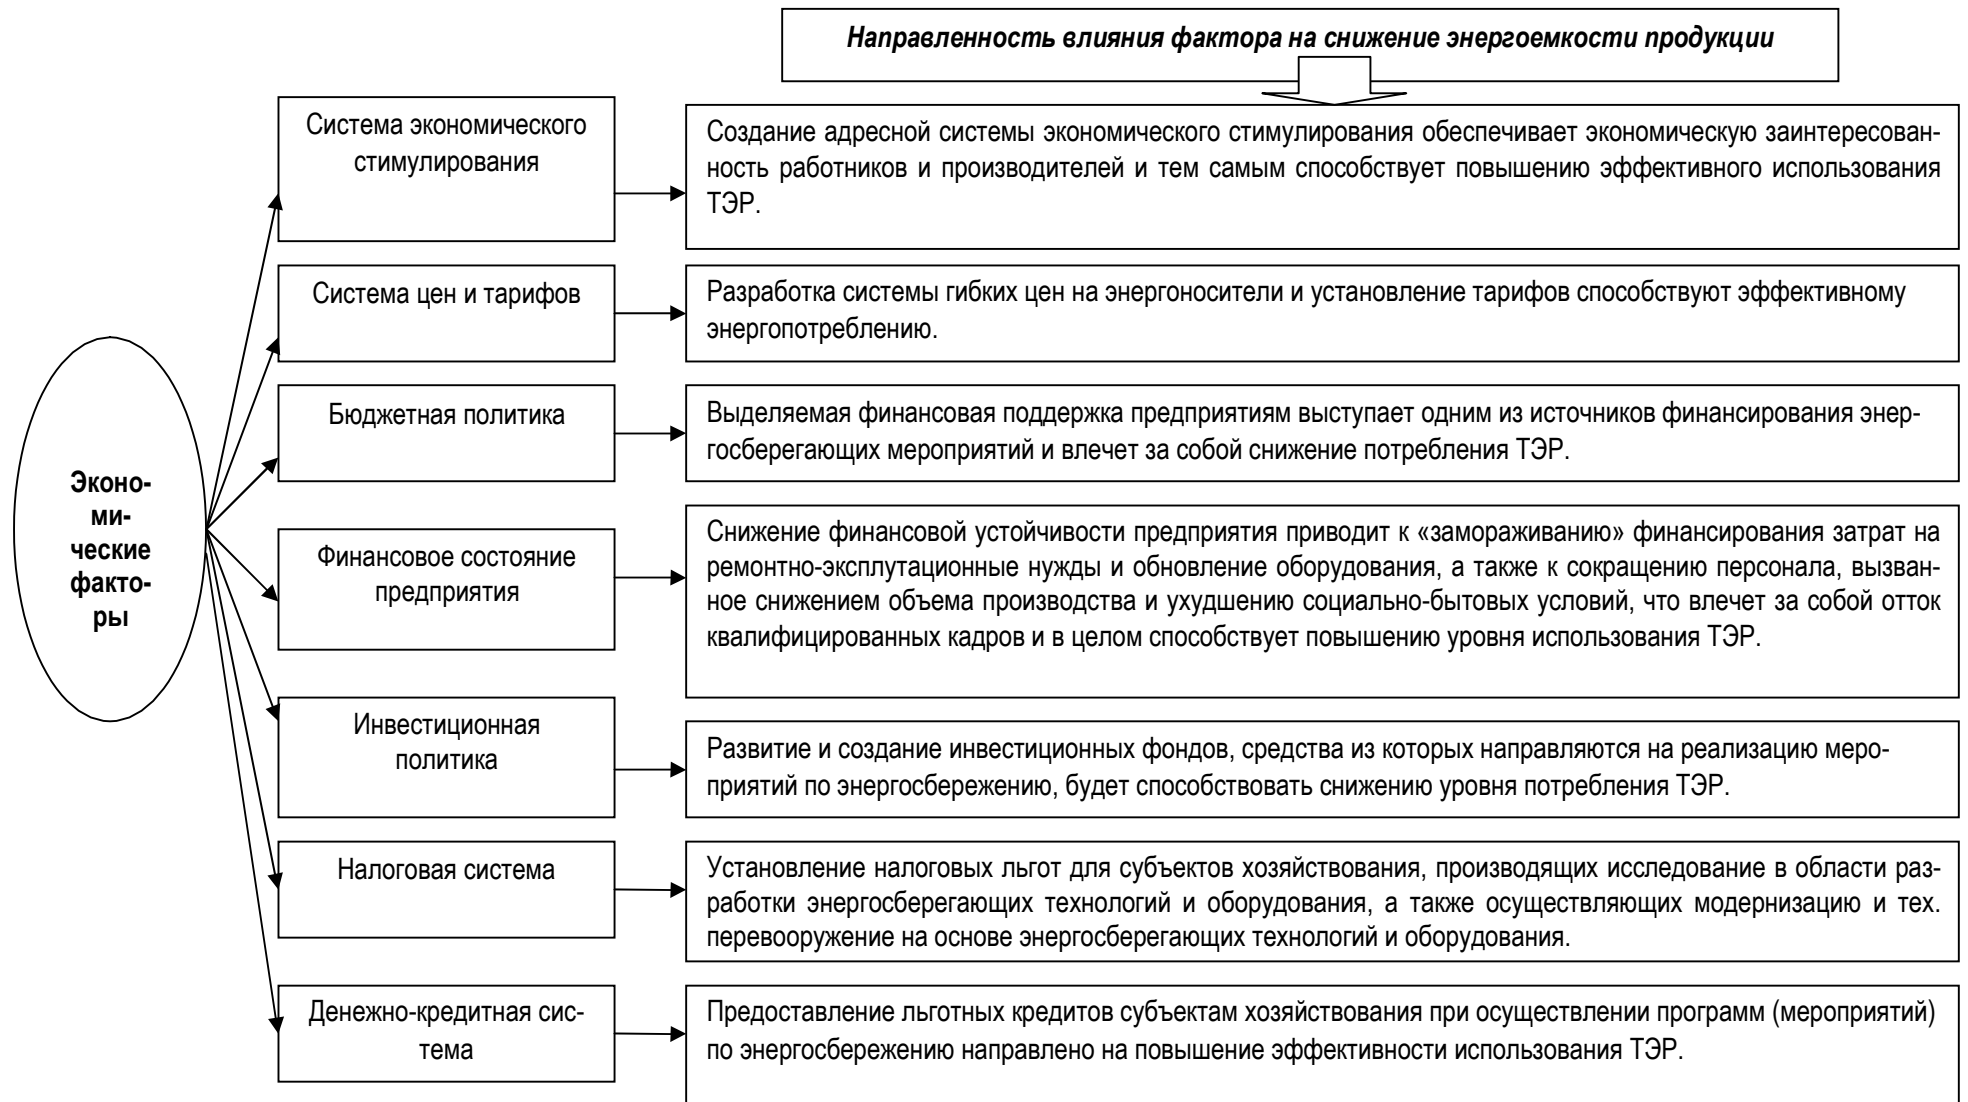 Направленность влияния фактора на снижение энергоемкости продукции
Эконо-
ми-
ческие
факто-
ры
Система экономического
стимулирования
Создание адресной системы экономического стимулирования обеспечивает экономическую заинтересован-
ность работников и производителей и тем самым способствует повышению эффективного использования
ТЭР.
Система цен и тарифов
Разработка системы гибких цен на энергоносители и установление тарифов способствуют эффективному
энергопотреблению.
Бюджетная политика
Выделяемая финансовая поддержка предприятиям выступает одним из источников финансирования энер-
госберегающих мероприятий и влечет за собой снижение потребления ТЭР.
Финансовое состояние
предприятия
Снижение финансовой устойчивости предприятия приводит к «замораживанию» финансирования затрат на
ремонтно-эксплутационные нужды и обновление оборудования, а также к сокращению персонала, вызван-
ное снижением объема производства и ухудшению социально-бытовых условий, что влечет за собой отток
квалифицированных кадров и в целом способствует повышению уровня использования ТЭР.
Инвестиционная
политика
Развитие и создание инвестиционных фондов, средства из которых направляются на реализацию меро-
приятий по энергосбережению, будет способствовать снижению уровня потребления ТЭР.
Налоговая система
Установление налоговых льгот для субъектов хозяйствования, производящих исследование в области раз-
работки энергосберегающих технологий и оборудования, а также осуществляющих модернизацию и тех.
перевооружение на основе энергосберегающих технологий и оборудования.
Денежно-кредитная сис-
тема
Предоставление льготных кредитов субъектам хозяйствования при осуществлении программ (мероприятий)
по энергосбережению направлено на повышение эффективности использования ТЭР.